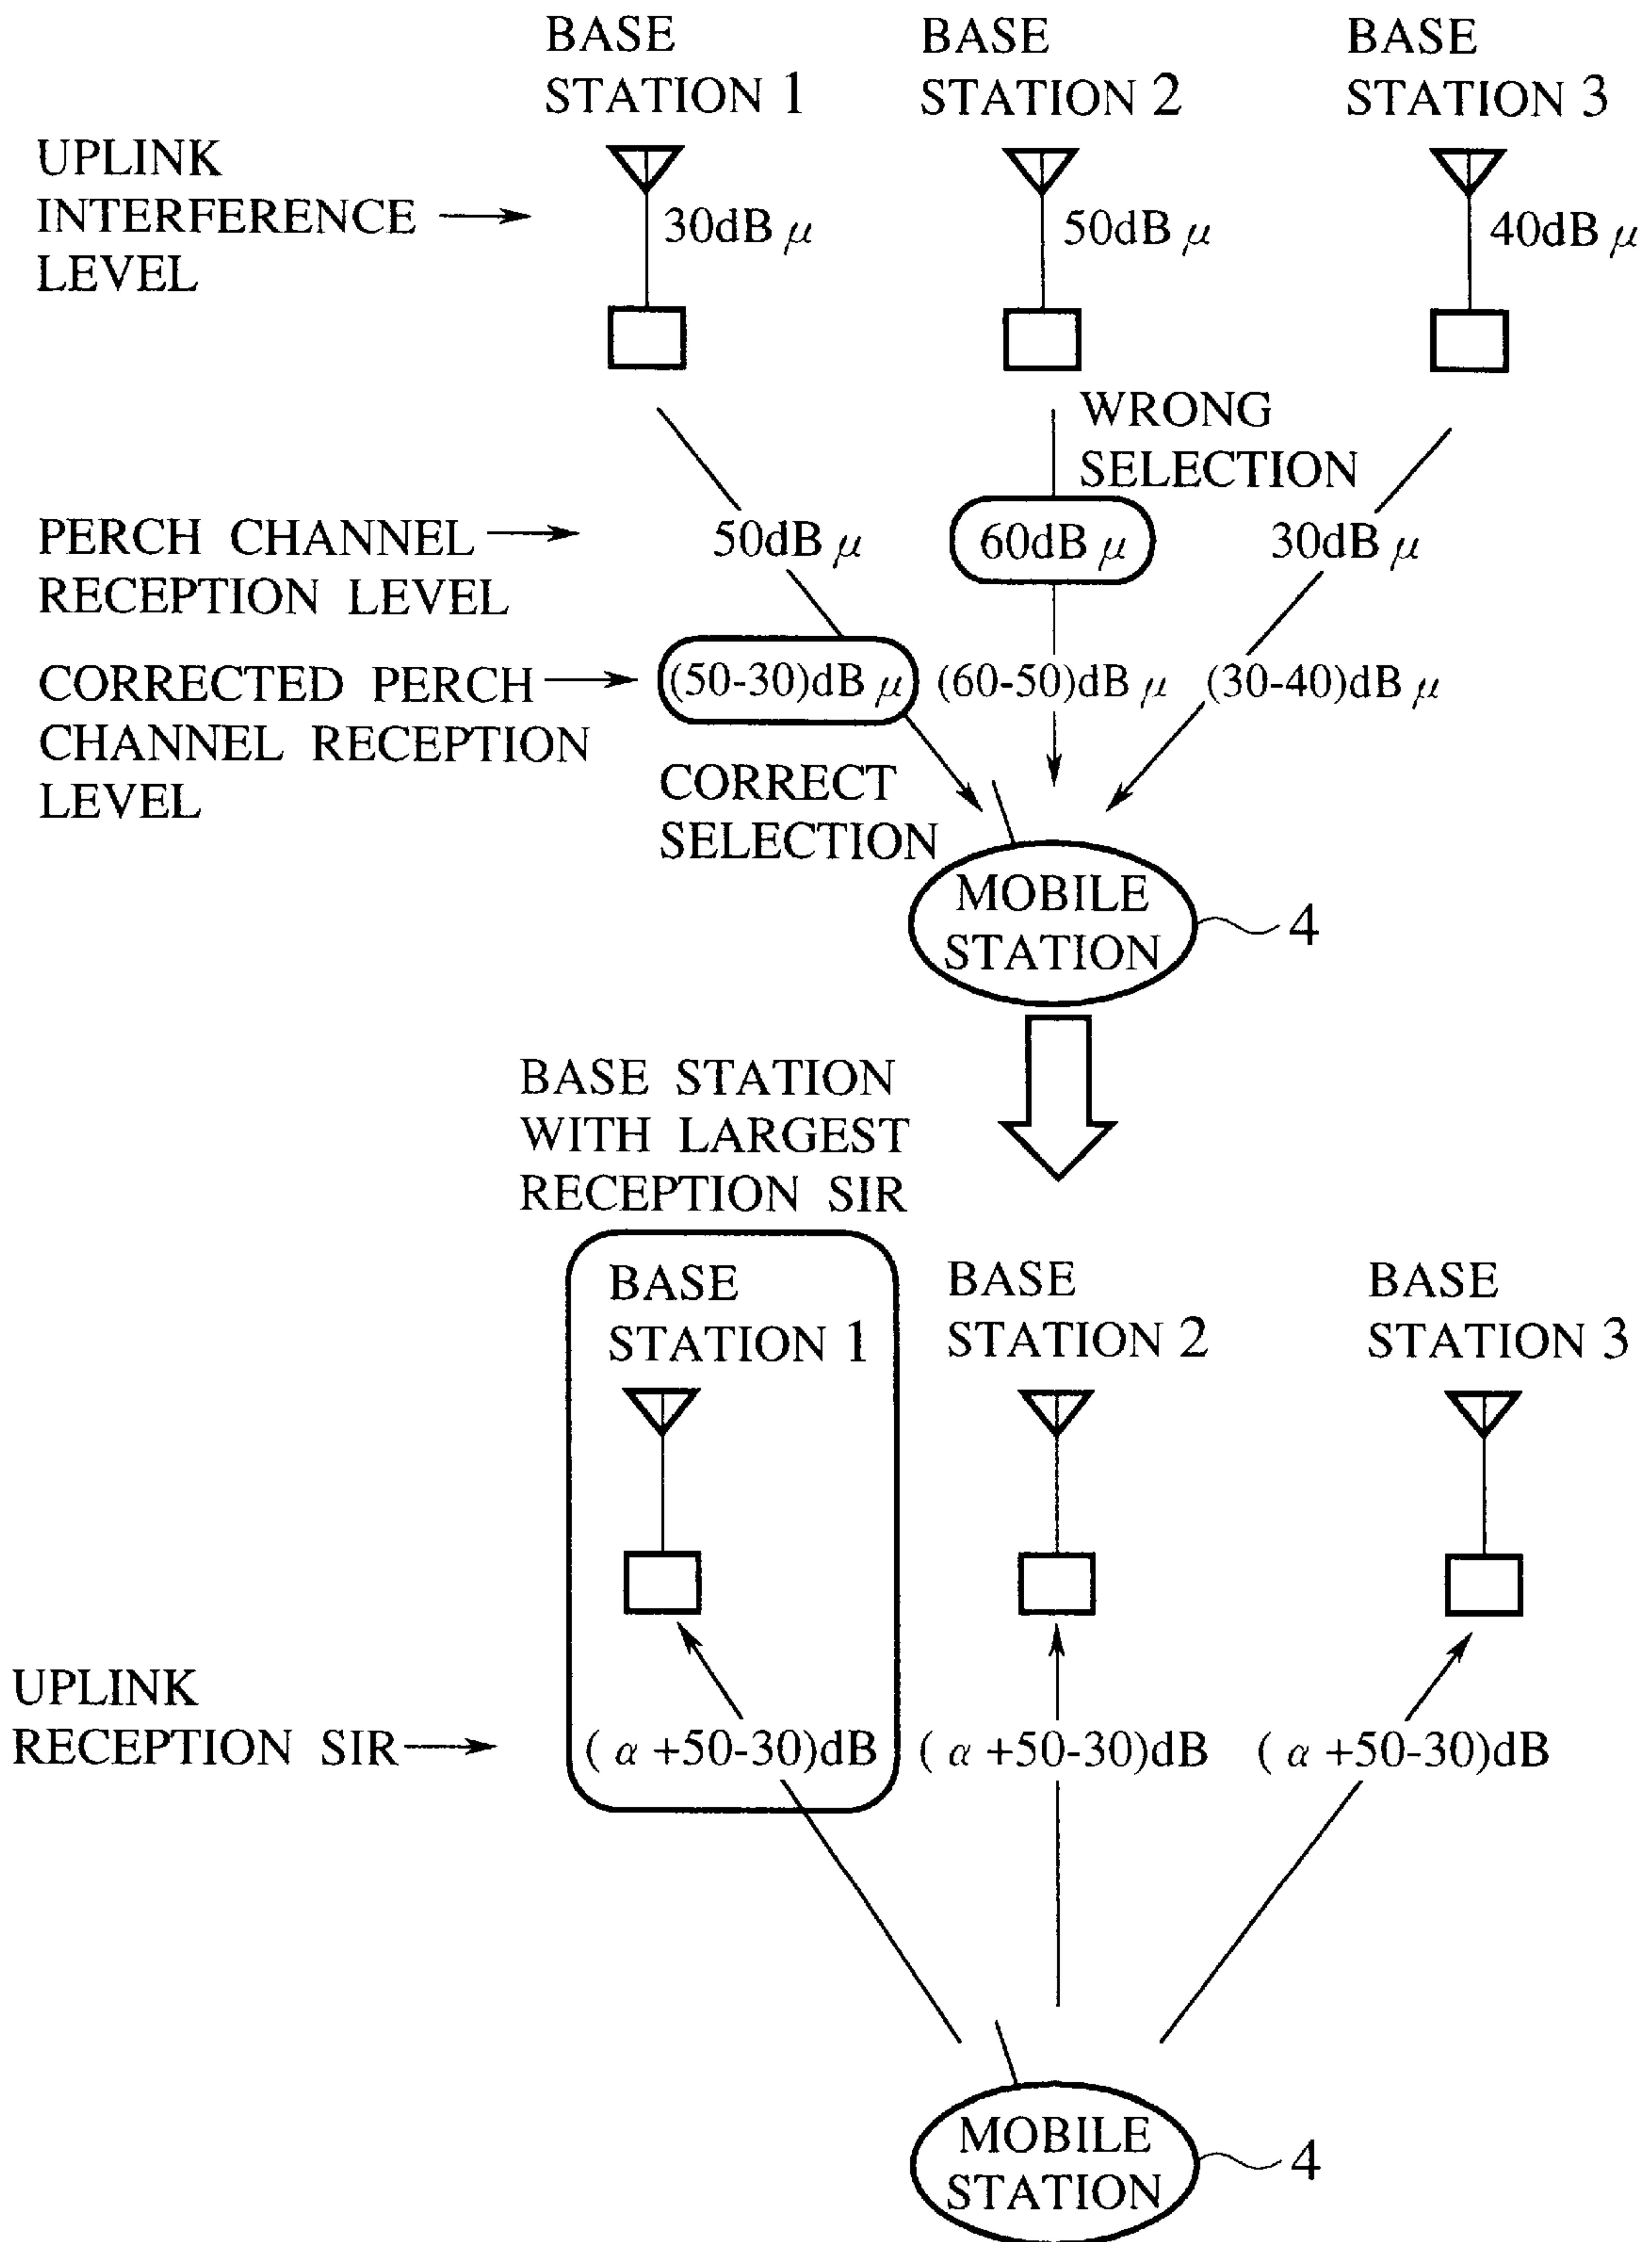 BASE
STATION 1
BASE
STATION 2
BASE
STATION 3
UPLINK
INTERFERENCE
LEVEL
30dB μ
50dB μ
40dB μ
WRONG
SELECTION
PERCH CHANNEL
RECEPTION LEVEL
50dB μ
60dB μ
30dB μ
CORRECTED PERCH
CHANNEL RECEPTION
LEVEL
(50-30)dB μ
(60-50)dB μ
(30-40)dB μ
CORRECT
SELECTION
MOBILE
STATION
4
BASE STATION
WITH LARGEST
RECEPTION SIR
BASE
STATION 1
BASE
STATION 2
BASE
STATION 3
UPLINK
RECEPTION SIR
(α+50-30)dB
(α+50-30)dB
(α+50-30)dB
MOBILE
STATION
4